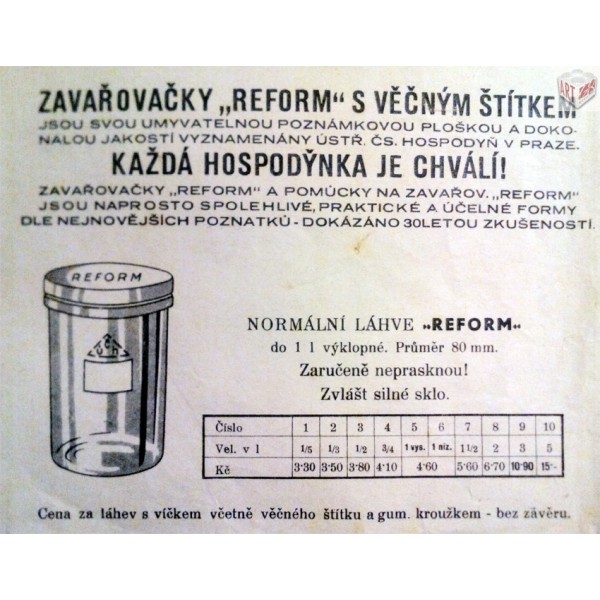 ZAVAŘOVAČKY „REFORM“ S VĚČNÝM ŠTÍTKEM
JSOU SVOU UMYVATELNOU POZNÁMKOVOU PLOŠKOU A DOKO-
NALOU JAKOSTÍ VYZNAMENÁNY ÚSTŘ. ČS. HOSPODYŇ V PRAZE.
KAŽDÁ HOSPODÝNKA JE CHVÁLÍ!
ZAVAŘOVAČKY „REFORM“ A POMŮCKY NA ZAVAŘOV. „REFORM“
JSOU NAPROSTO SPOLEHLIVÉ, PRAKTICKÉ A ÚČELNÉ FORMY
DLE NEJNOVĚJŠÍCH POZNATKŮ - DOKÁZÁNO 30LETOU ZKUŠENOSTÍ.
REFORM
NORMÁLNÍ LÁHVE „REFORM“
do 1 l výklopné. Průměr 80 mm.
Zaručeně neprasknou!
Zvlášt silné sklo.
Číslo 1 2 3 4 5 6 7 8 9 10
Vel. v l 1/5 1/3 1/2 3/4 1 vys. 1 niz. 1 1/2 2 3 5
Kč 3·30 3·50 3·80 4·10 4·60 5·60 6·70 10·90 15·-
Cena za láhev s víčkem včetně věčného štítku a gum. kroužkem - bez závěru.
ART